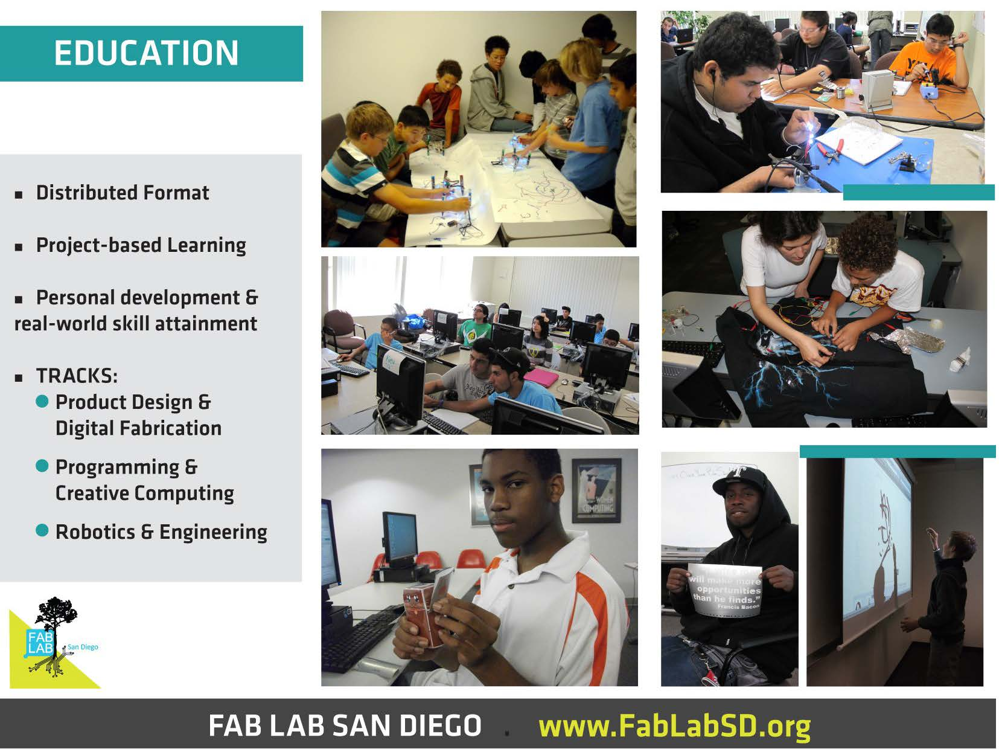 EDUCATION
▪ Distributed Format
▪ Project-based Learning
▪ Personal development &
real-world skill attainment
▪ TRACKS:
● Product Design &
Digital Fabrication
● Programming &
Creative Computing
● Robotics & Engineering
FAB
LAB
San Diego
WOMEN
COMPUTING
will make more
opportunities
than he finds."
Francis Bacon
FAB LAB SAN DIEGO . www.FabLabSD.org